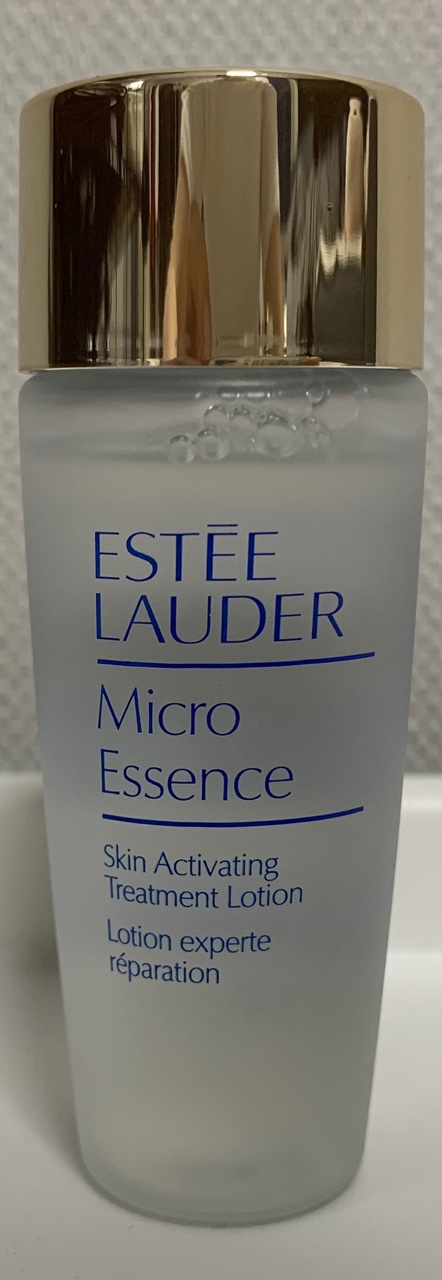 ESTĒE
LAUDER
Micro
Essence
Skin Activating
Treatment Lotion
Lotion experte
réparation